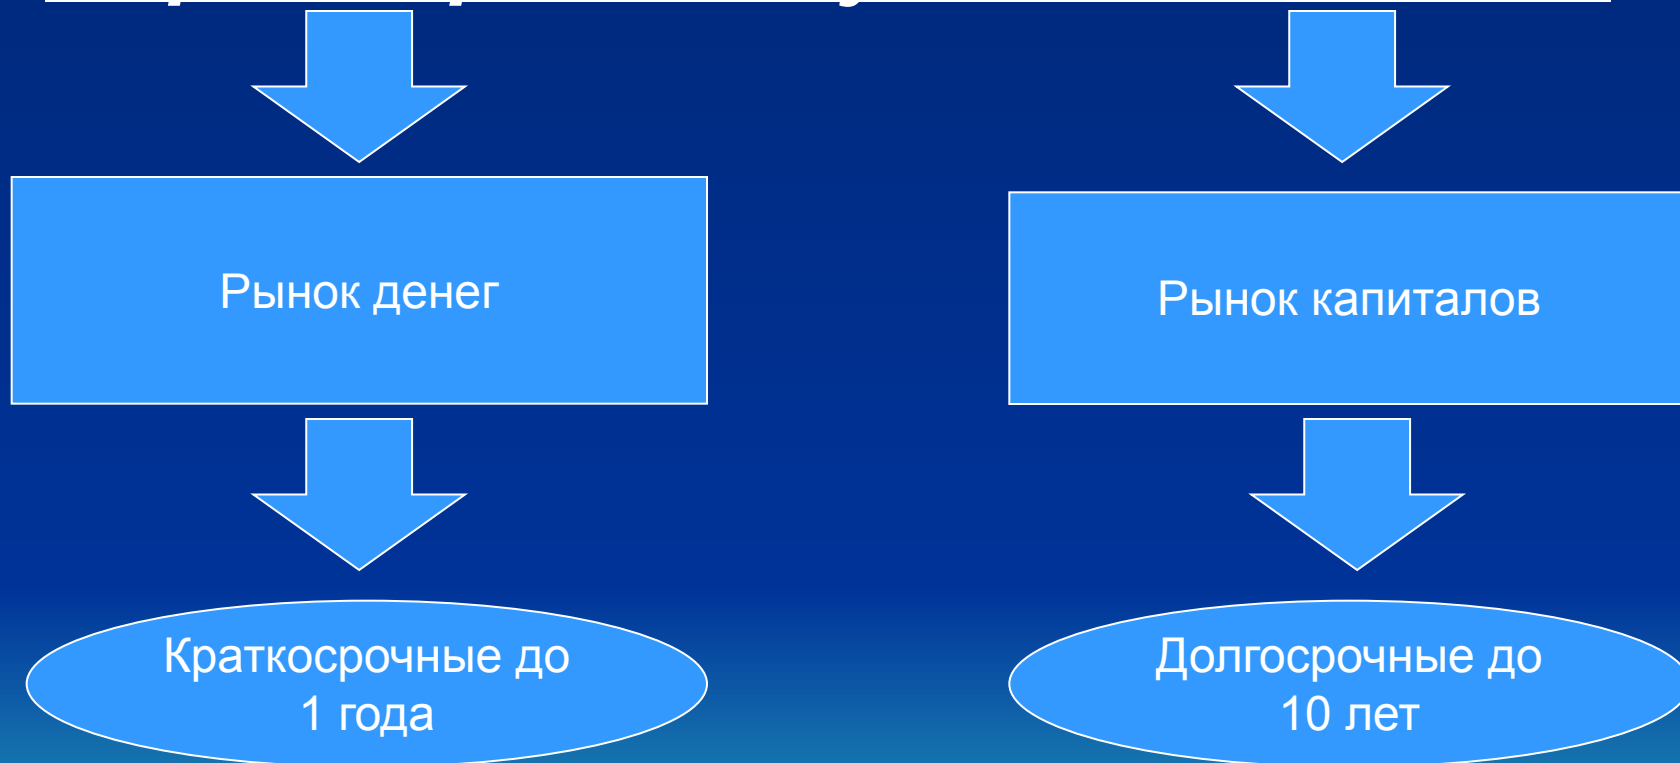 Рынок денег
Рынок капиталов
Краткосрочные до
1 года
Долгосрочные до
10 лет